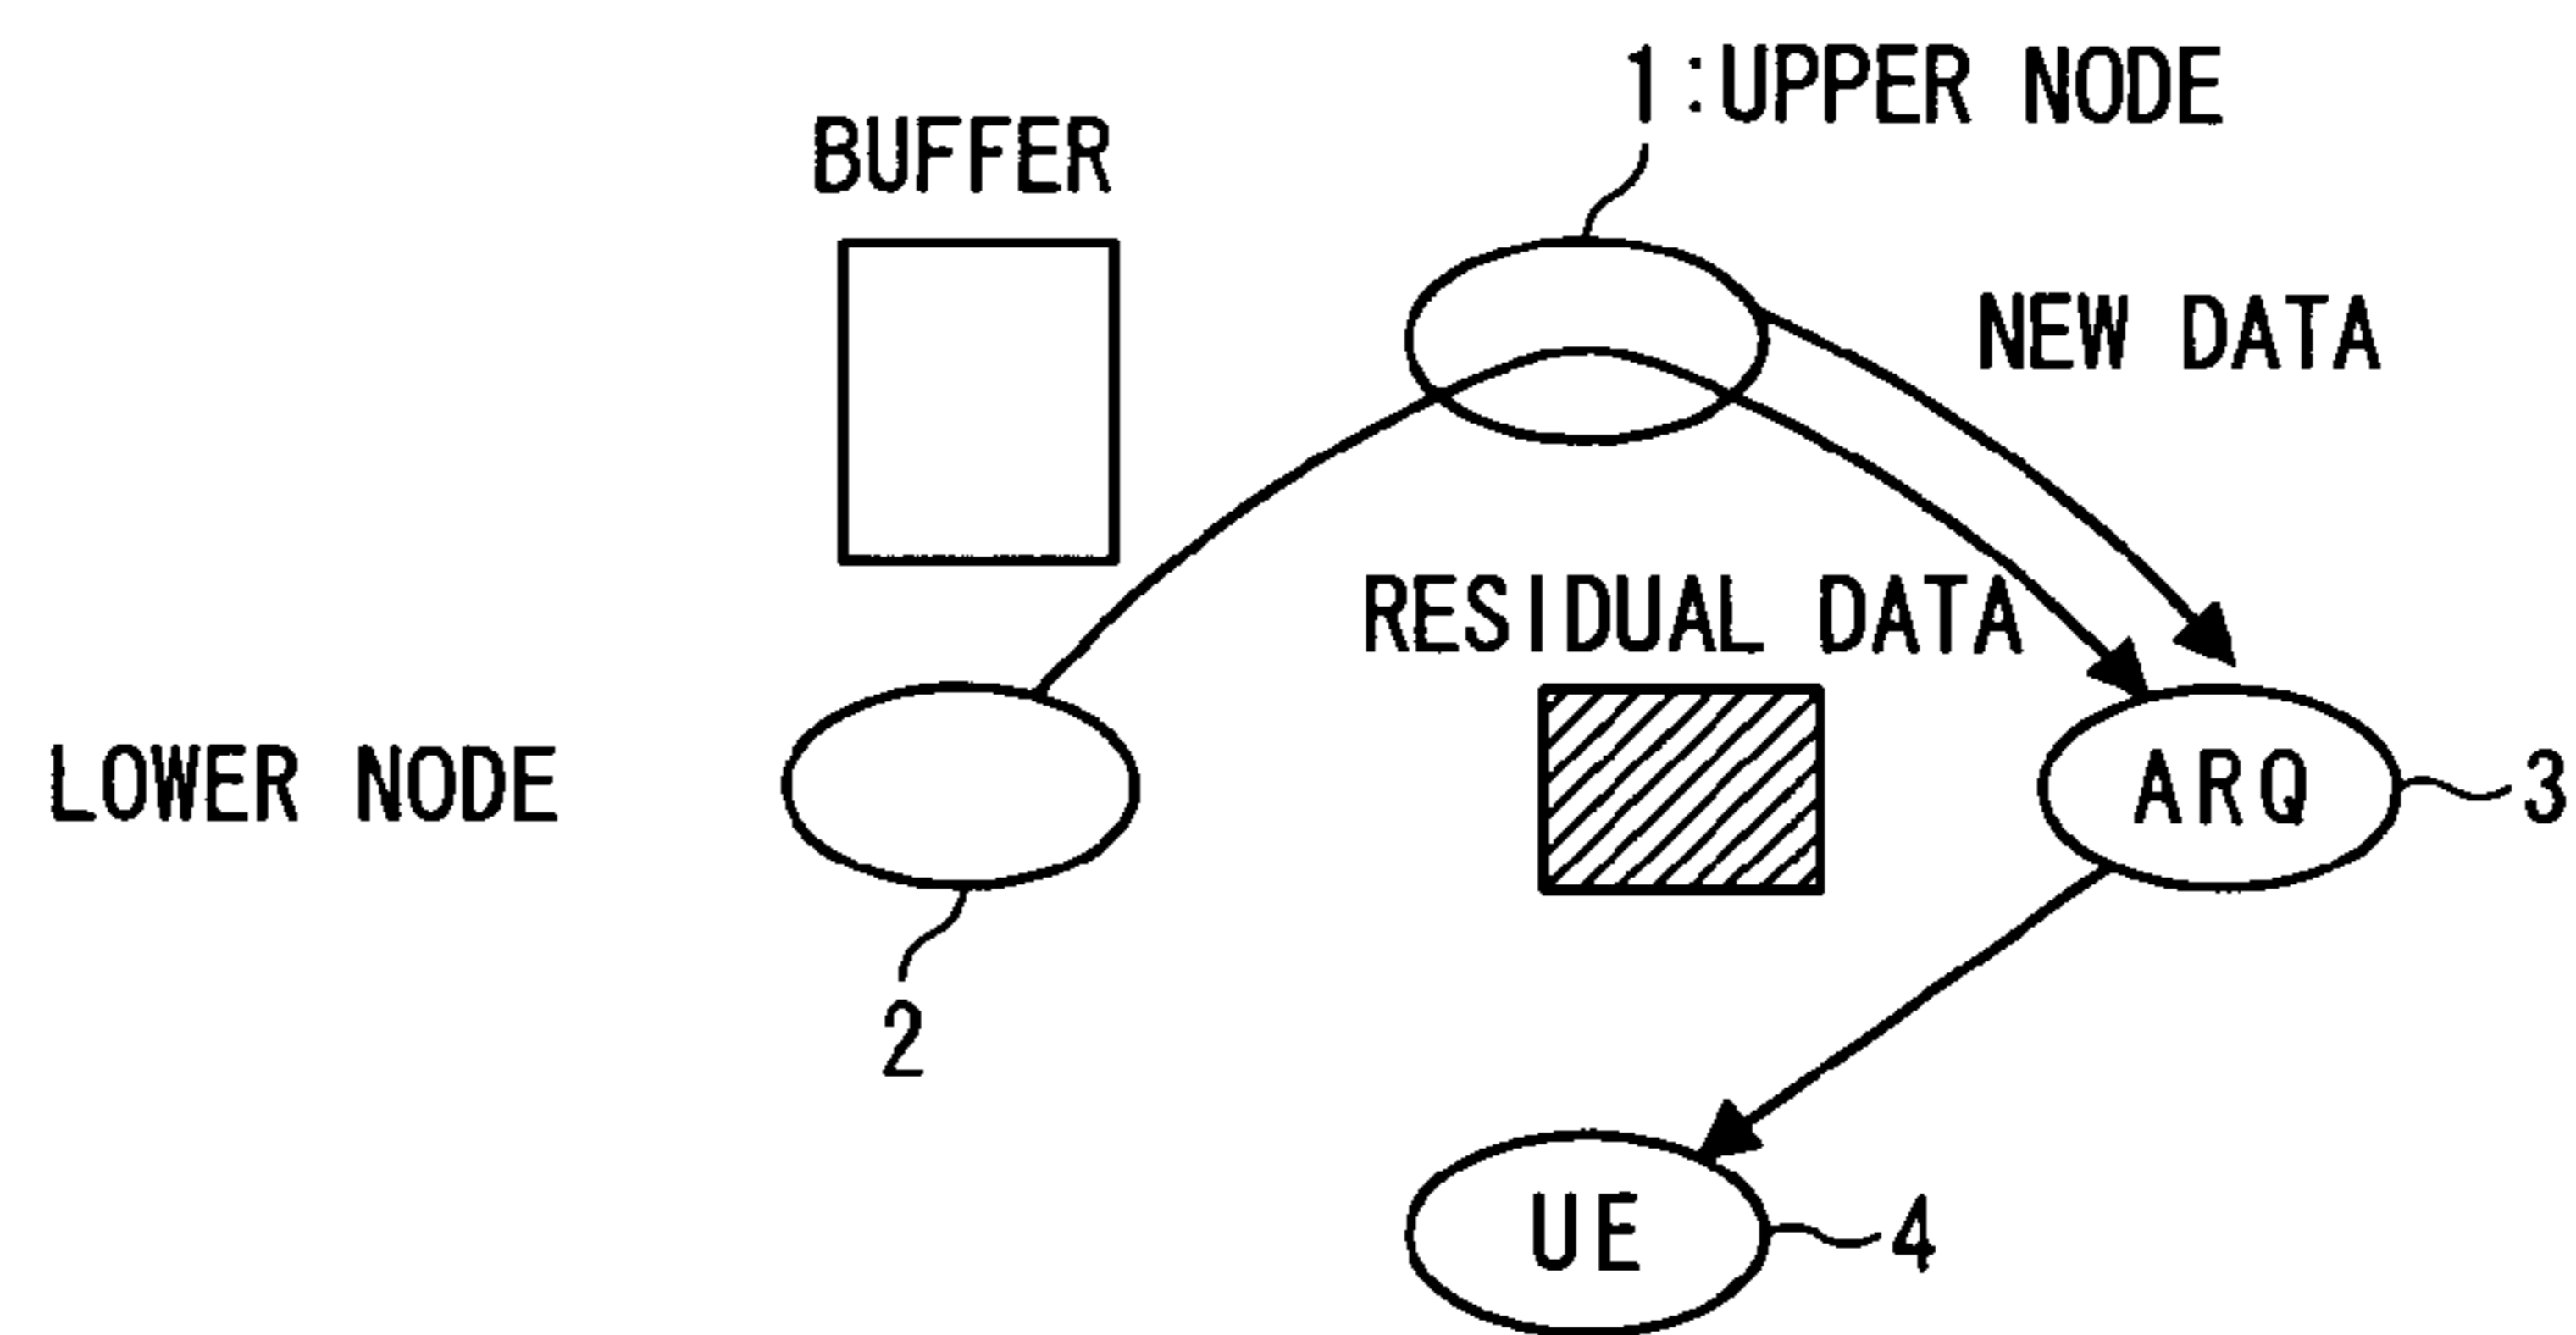 1:UPPER NODE
BUFFER
NEW DATA
RESIDUAL DATA
LOWER NODE
ARQ
3
2
UE
4